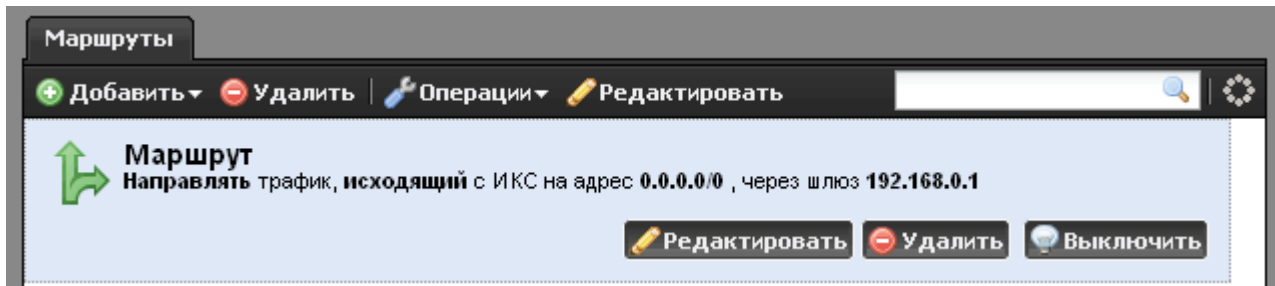 Маршруты
Добавить Удалить Операции Редактировать
Маршрут
Направлять трафик, исходящий с ИКС на адрес 0.0.0.0/0 , через шлюз 192.168.0.1
Редактировать Удалить Выключить